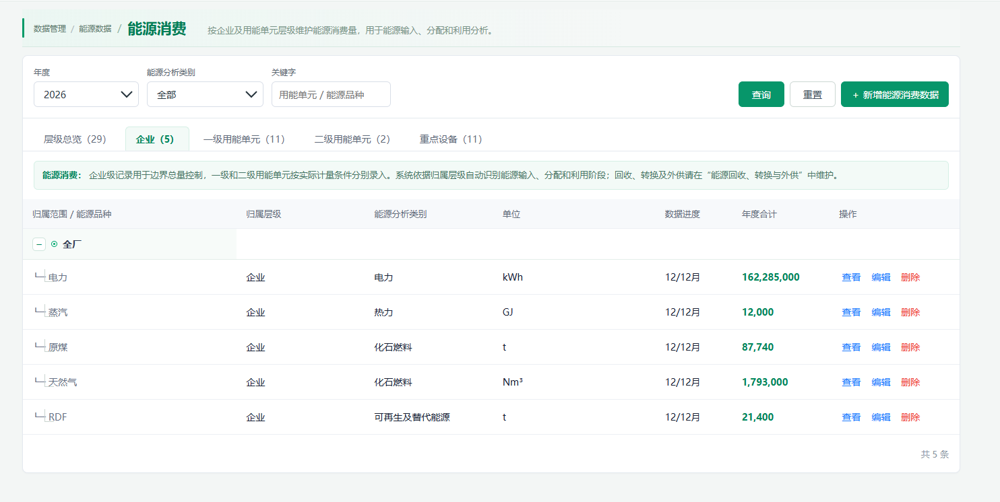 数据管理 / 能源数据 / 能源消费 按企业及用能单元层级维护能源消费量，用于能源输入、分配和利用分析。
年度 能源分析类别 关键字
2026 全部 用能单元 / 能源品种 查询 重置 + 新增能源消费数据
层级总览（29） 企业（5） 一级用能单元（11） 二级用能单元（2） 重点设备（11）
能源消费： 企业级记录用于边界总量控制，一级和二级用能单元按实际计量条件分别录入。系统依据归属层级自动识别能源输入、分配和利用阶段；回收、转换及外供请在“能源回收、转换与外供”中维护。
归属范围 / 能源品种 归属层级 能源分析类别 单位 数据进度 年度合计 操作
全厂
电力 企业 电力 kWh 12/12月 162,285,000 查看 编辑 删除
蒸汽 企业 热力 GJ 12/12月 12,000 查看 编辑 删除
原煤 企业 化石燃料 t 12/12月 87,740 查看 编辑 删除
天然气 企业 化石燃料 Nm³ 12/12月 1,793,000 查看 编辑 删除
RDF 企业 可再生及替代能源 t 12/12月 21,400 查看 编辑 删除
共 5 条